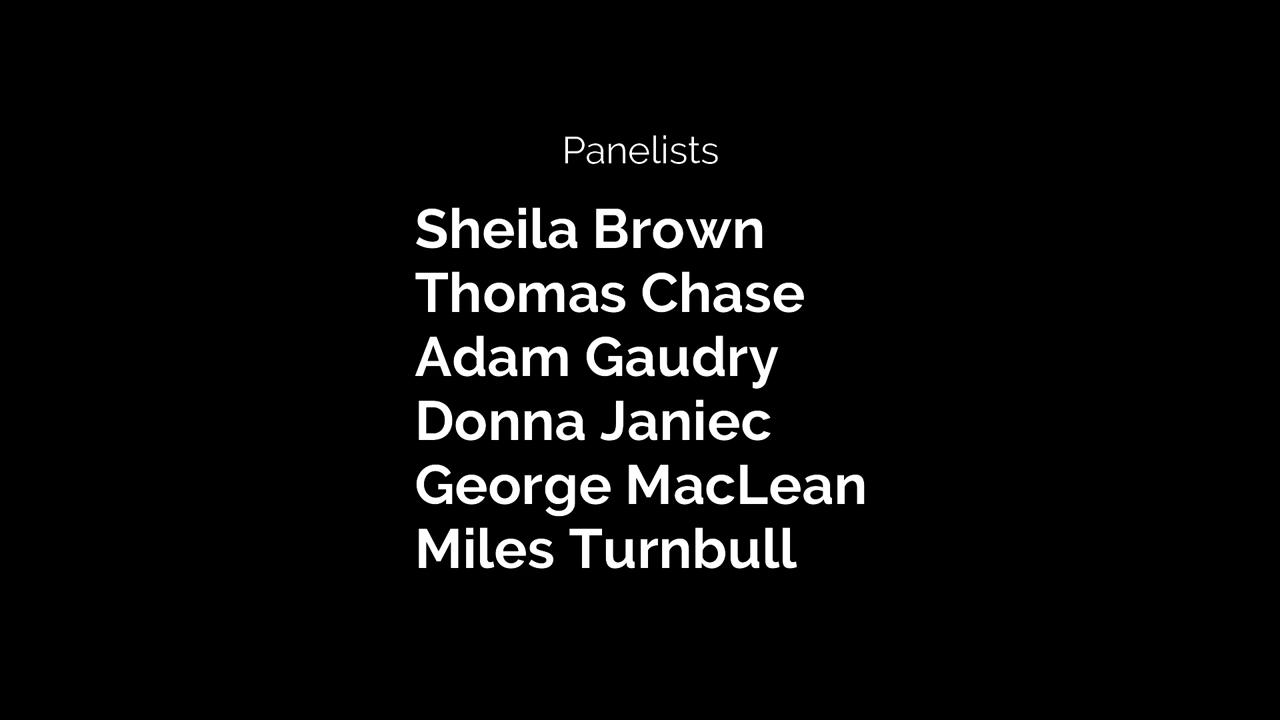 Panelists
Sheila Brown
Thomas Chase
Adam Gaudry
Donna Janiec
George MacLean
Miles Turnbull